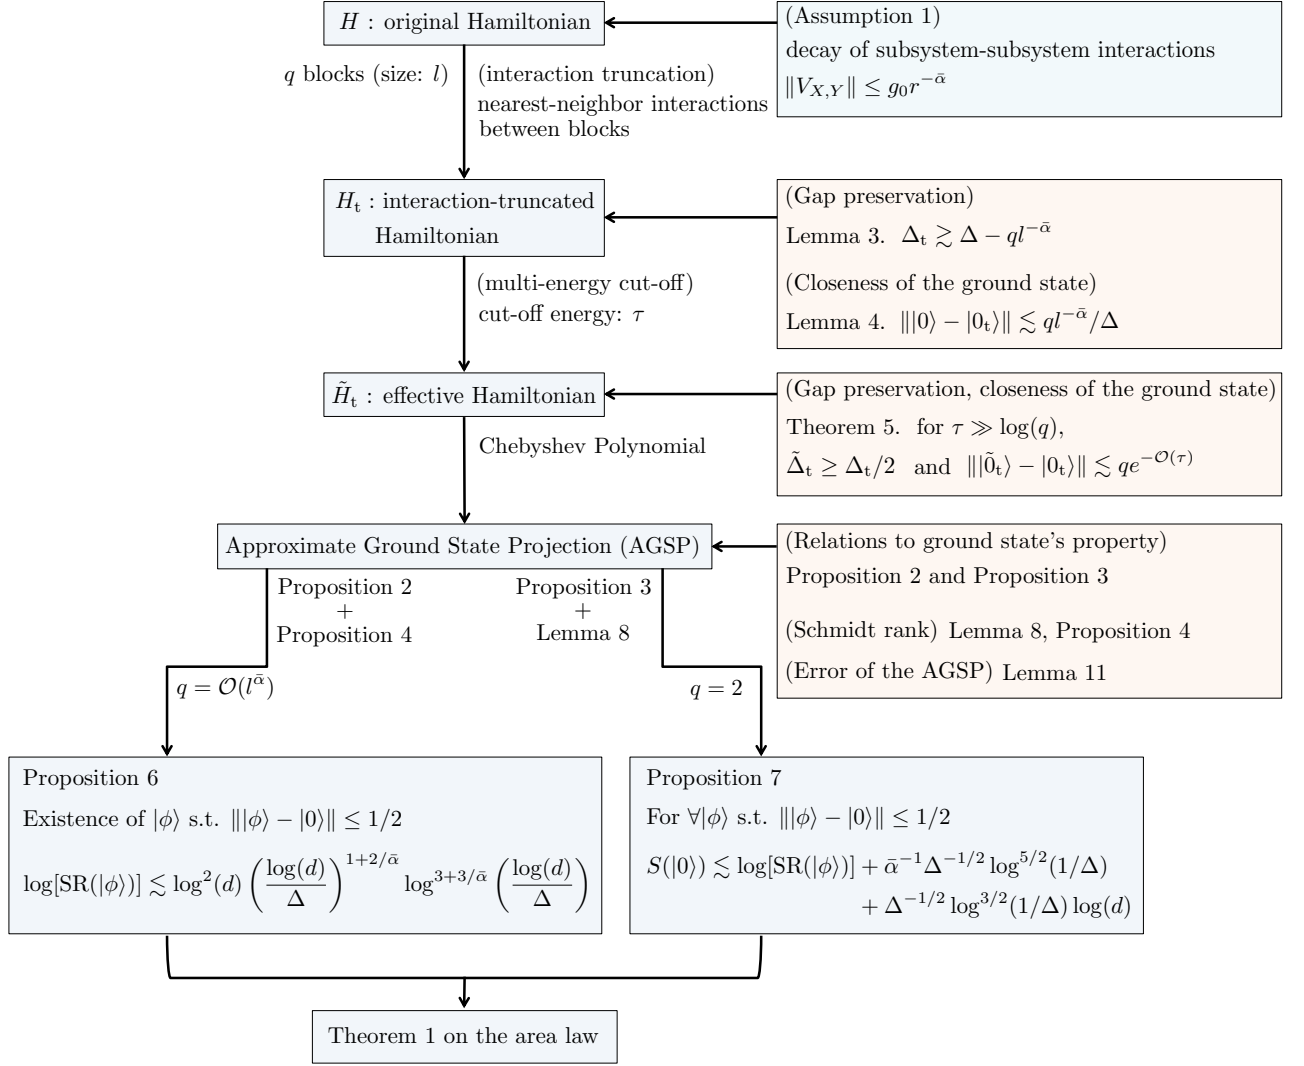 H : original Hamiltonian
(Assumption 1)
decay of subsystem-subsystem interactions
‖V_{X,Y}‖ ≤ g_0 r^{-ᾱ}
q blocks (size: l)
(interaction truncation)
nearest-neighbor interactions
between blocks
H_t : interaction-truncated
Hamiltonian
(Gap preservation)
Lemma 3. Δ_t ≳ Δ − ql^{-ᾱ}
(Closeness of the ground state)
Lemma 4. ‖|0⟩ − |0_t⟩‖ ≲ ql^{-ᾱ}/Δ
(multi-energy cut-off)
cut-off energy: τ
H̃_t : effective Hamiltonian
(Gap preservation, closeness of the ground state)
Theorem 5. for τ ≫ log(q),
Δ̃_t ≥ Δ_t/2 and ‖|0̃_t⟩ − |0_t⟩‖ ≲ qe^{-𝒪(τ)}
Chebyshev Polynomial
Approximate Ground State Projection (AGSP)
(Relations to ground state's property)
Proposition 2 and Proposition 3
(Schmidt rank) Lemma 8, Proposition 4
(Error of the AGSP) Lemma 11
Proposition 2
+
Proposition 4
Proposition 3
+
Lemma 8
q = 𝒪(l^{ᾱ})
q = 2
Proposition 6
Existence of |ϕ⟩ s.t. ‖|ϕ⟩ − |0⟩‖ ≤ 1/2
log[SR(|ϕ⟩)] ≲ log^2(d) (log(d)/Δ)^{1+2/ᾱ} log^{3+3/ᾱ} (log(d)/Δ)
Proposition 7
For ∀|ϕ⟩ s.t. ‖|ϕ⟩ − |0⟩‖ ≤ 1/2
S(|0⟩) ≲ log[SR(|ϕ⟩)] + ᾱ^{-1}Δ^{-1/2} log^{5/2}(1/Δ)
+ Δ^{-1/2} log^{3/2}(1/Δ) log(d)
Theorem 1 on the area law